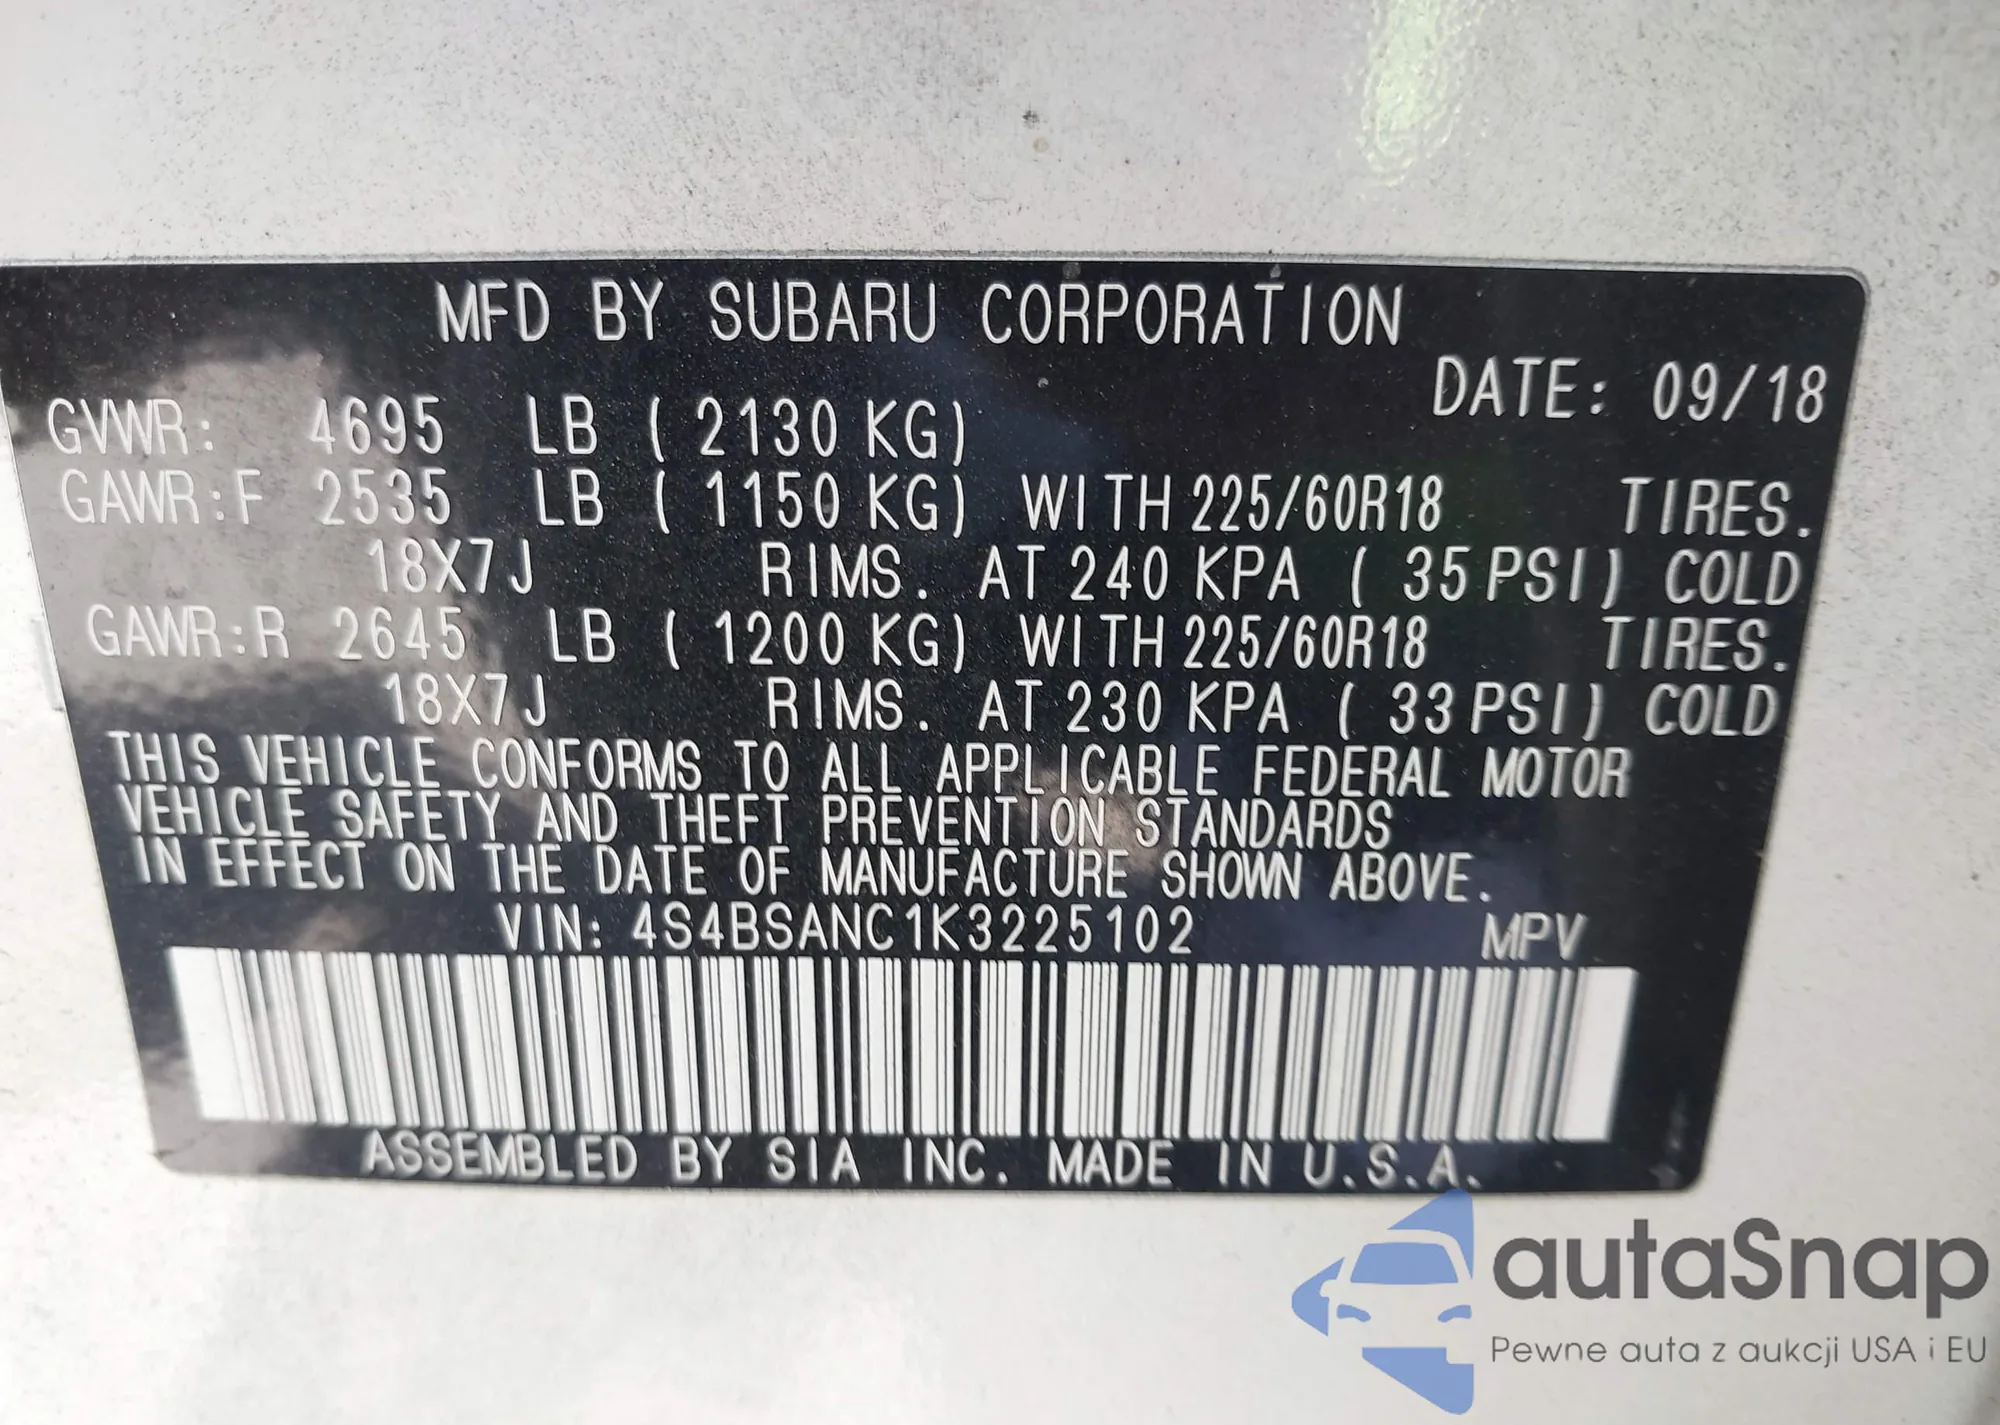 MFD BY SUBARU CORPORATION
DATE: 09/18
GVWR: 4695 LB ( 2130 KG)
GAWR:F 2535 LB ( 1150 KG) WITH 225/60R18 TIRES.
18X7J RIMS. AT 240 KPA ( 35 PSI) COLD
GAWR:R 2645 LB ( 1200 KG) WITH 225/60R18 TIRES.
18X7J RIMS. AT 230 KPA ( 33 PSI) COLD
THIS VEHICLE CONFORMS TO ALL APPLICABLE FEDERAL MOTOR
VEHICLE SAFETY AND THEFT PREVENTION STANDARDS
IN EFFECT ON THE DATE OF MANUFACTURE SHOWN ABOVE.
VIN: 4S4BSANC1K3225102 MPV
ASSEMBLED BY SIA INC. MADE IN U.S.A.
autaSnap
Pewne auta z aukcji USA i EU